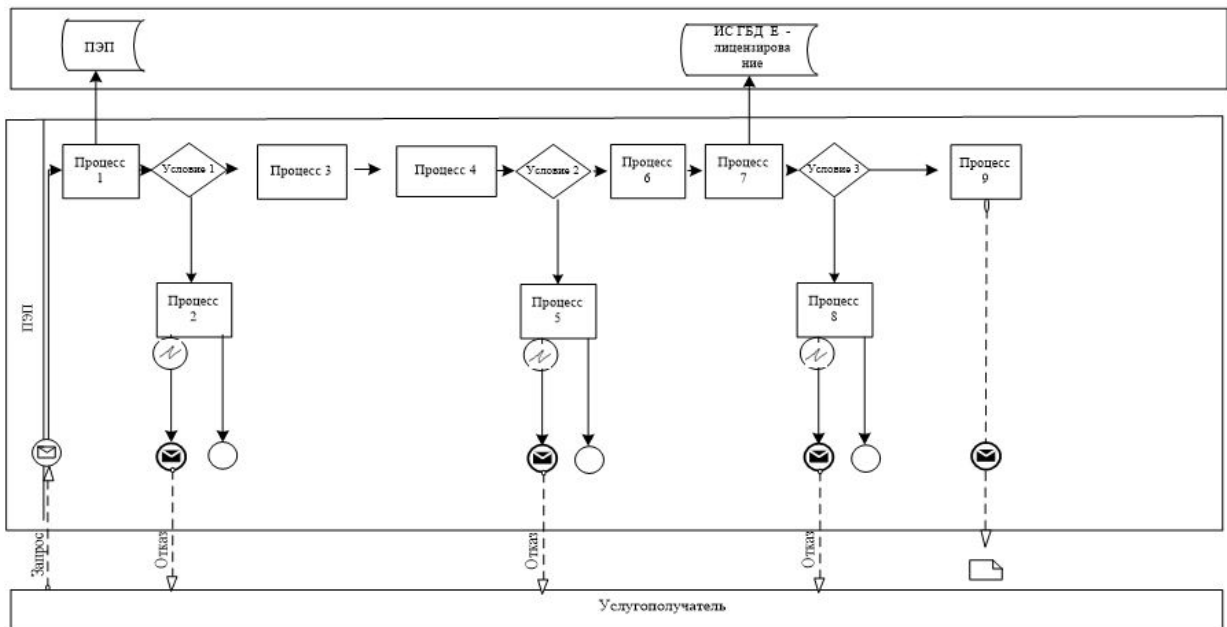 ПЭП
ИС ГБД Е -
лицензирова
ние
Процесс
1
Условие 1
Процесс 3
Процесс 4
Условие 2
Процесс
6
Процесс
7
Условие 3
Процесс
9
Процесс
2
Процесс
5
Процесс
8
ПЭП
Запрос
Отказ
Отказ
Отказ
Услугополучатель